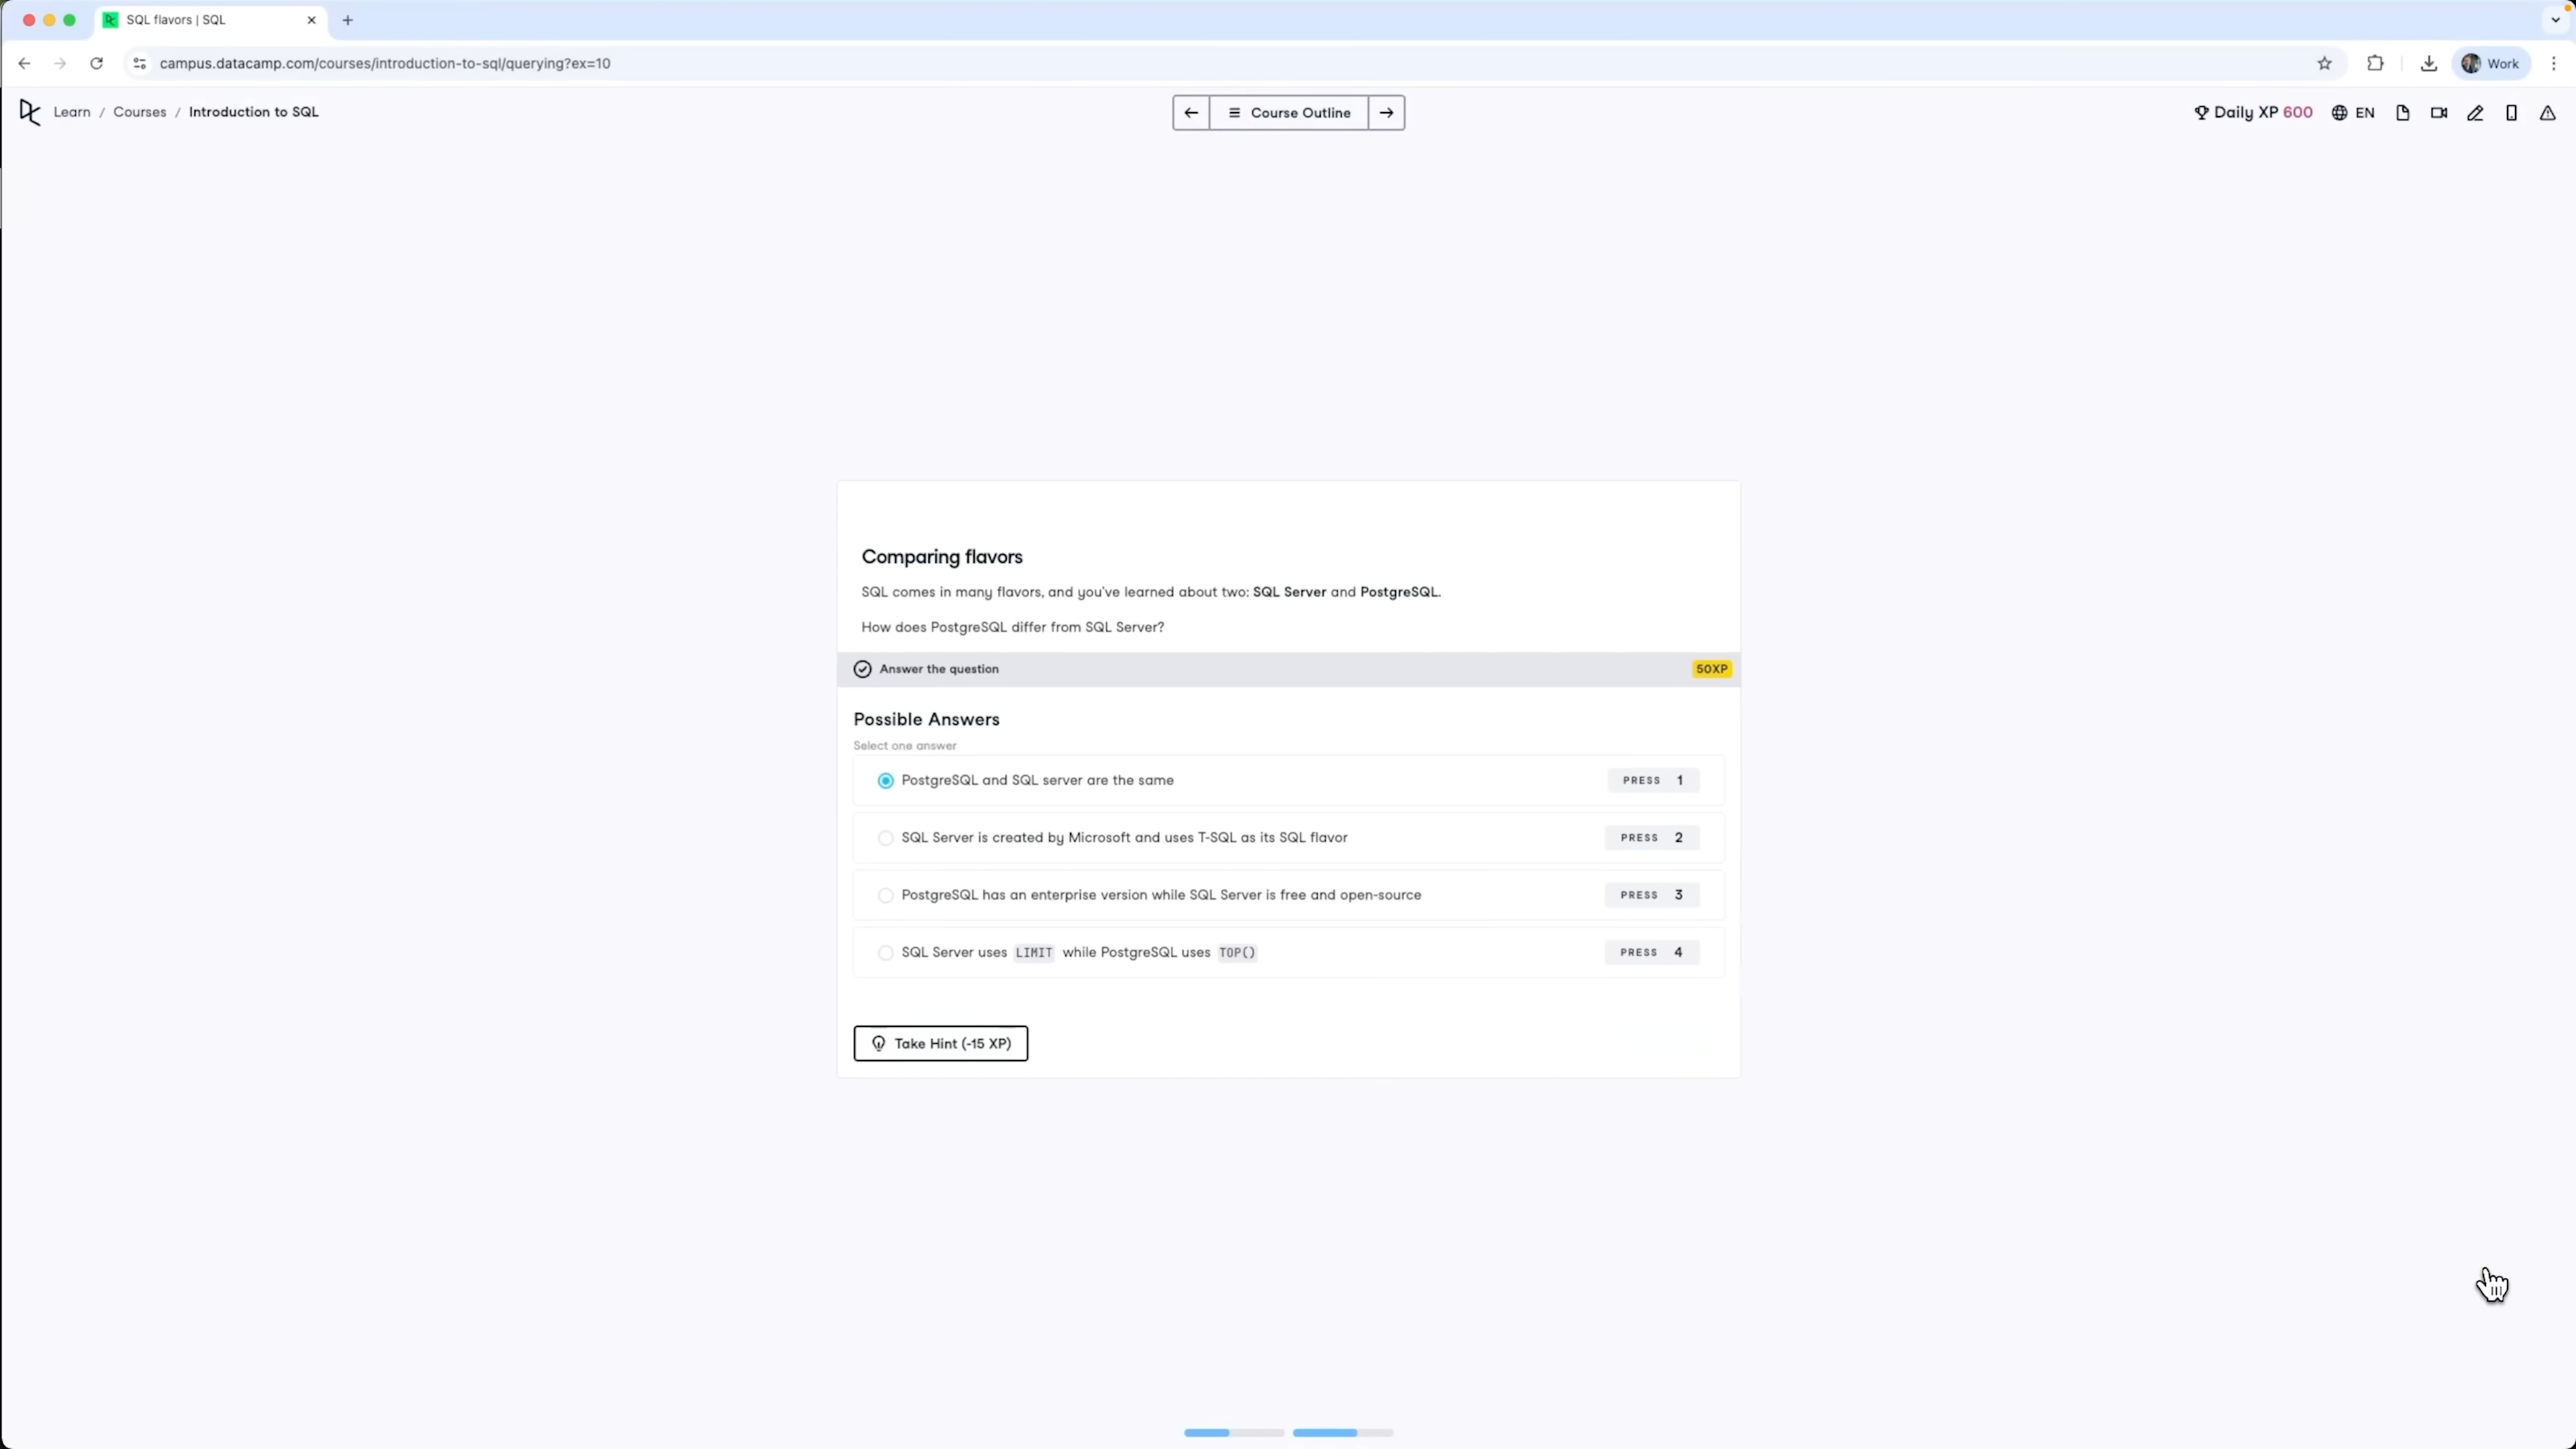 SQL flavors | SQL
campus.datacamp.com/courses/introduction-to-sql/querying?ex=10
Work
Learn / Courses / Introduction to SQL
Course Outline
Daily XP 600
EN
Comparing flavors
SQL comes in many flavors, and you've learned about two: SQL Server and PostgreSQL.
How does PostgreSQL differ from SQL Server?
Answer the question
50XP
Possible Answers
Select one answer
PostgreSQL and SQL server are the same
PRESS 1
SQL Server is created by Microsoft and uses T-SQL as its SQL flavor
PRESS 2
PostgreSQL has an enterprise version while SQL Server is free and open-source
PRESS 3
SQL Server uses LIMIT while PostgreSQL uses TOP()
PRESS 4
Take Hint (-15 XP)